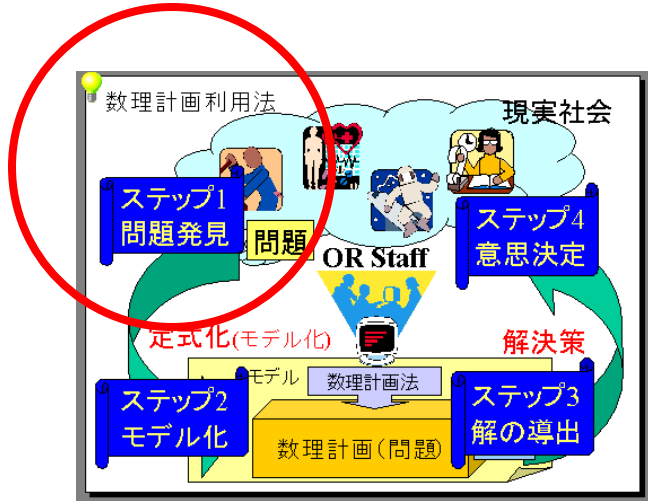 数理計画利用法
現実社会
ステップ1
問題発見
問題
OR Staff
ステップ4
意思決定
定式化(モデル化)
解決策
モデル
数理計画法
ステップ2
モデル化
数理計画(問題)
ステップ3
解の導出